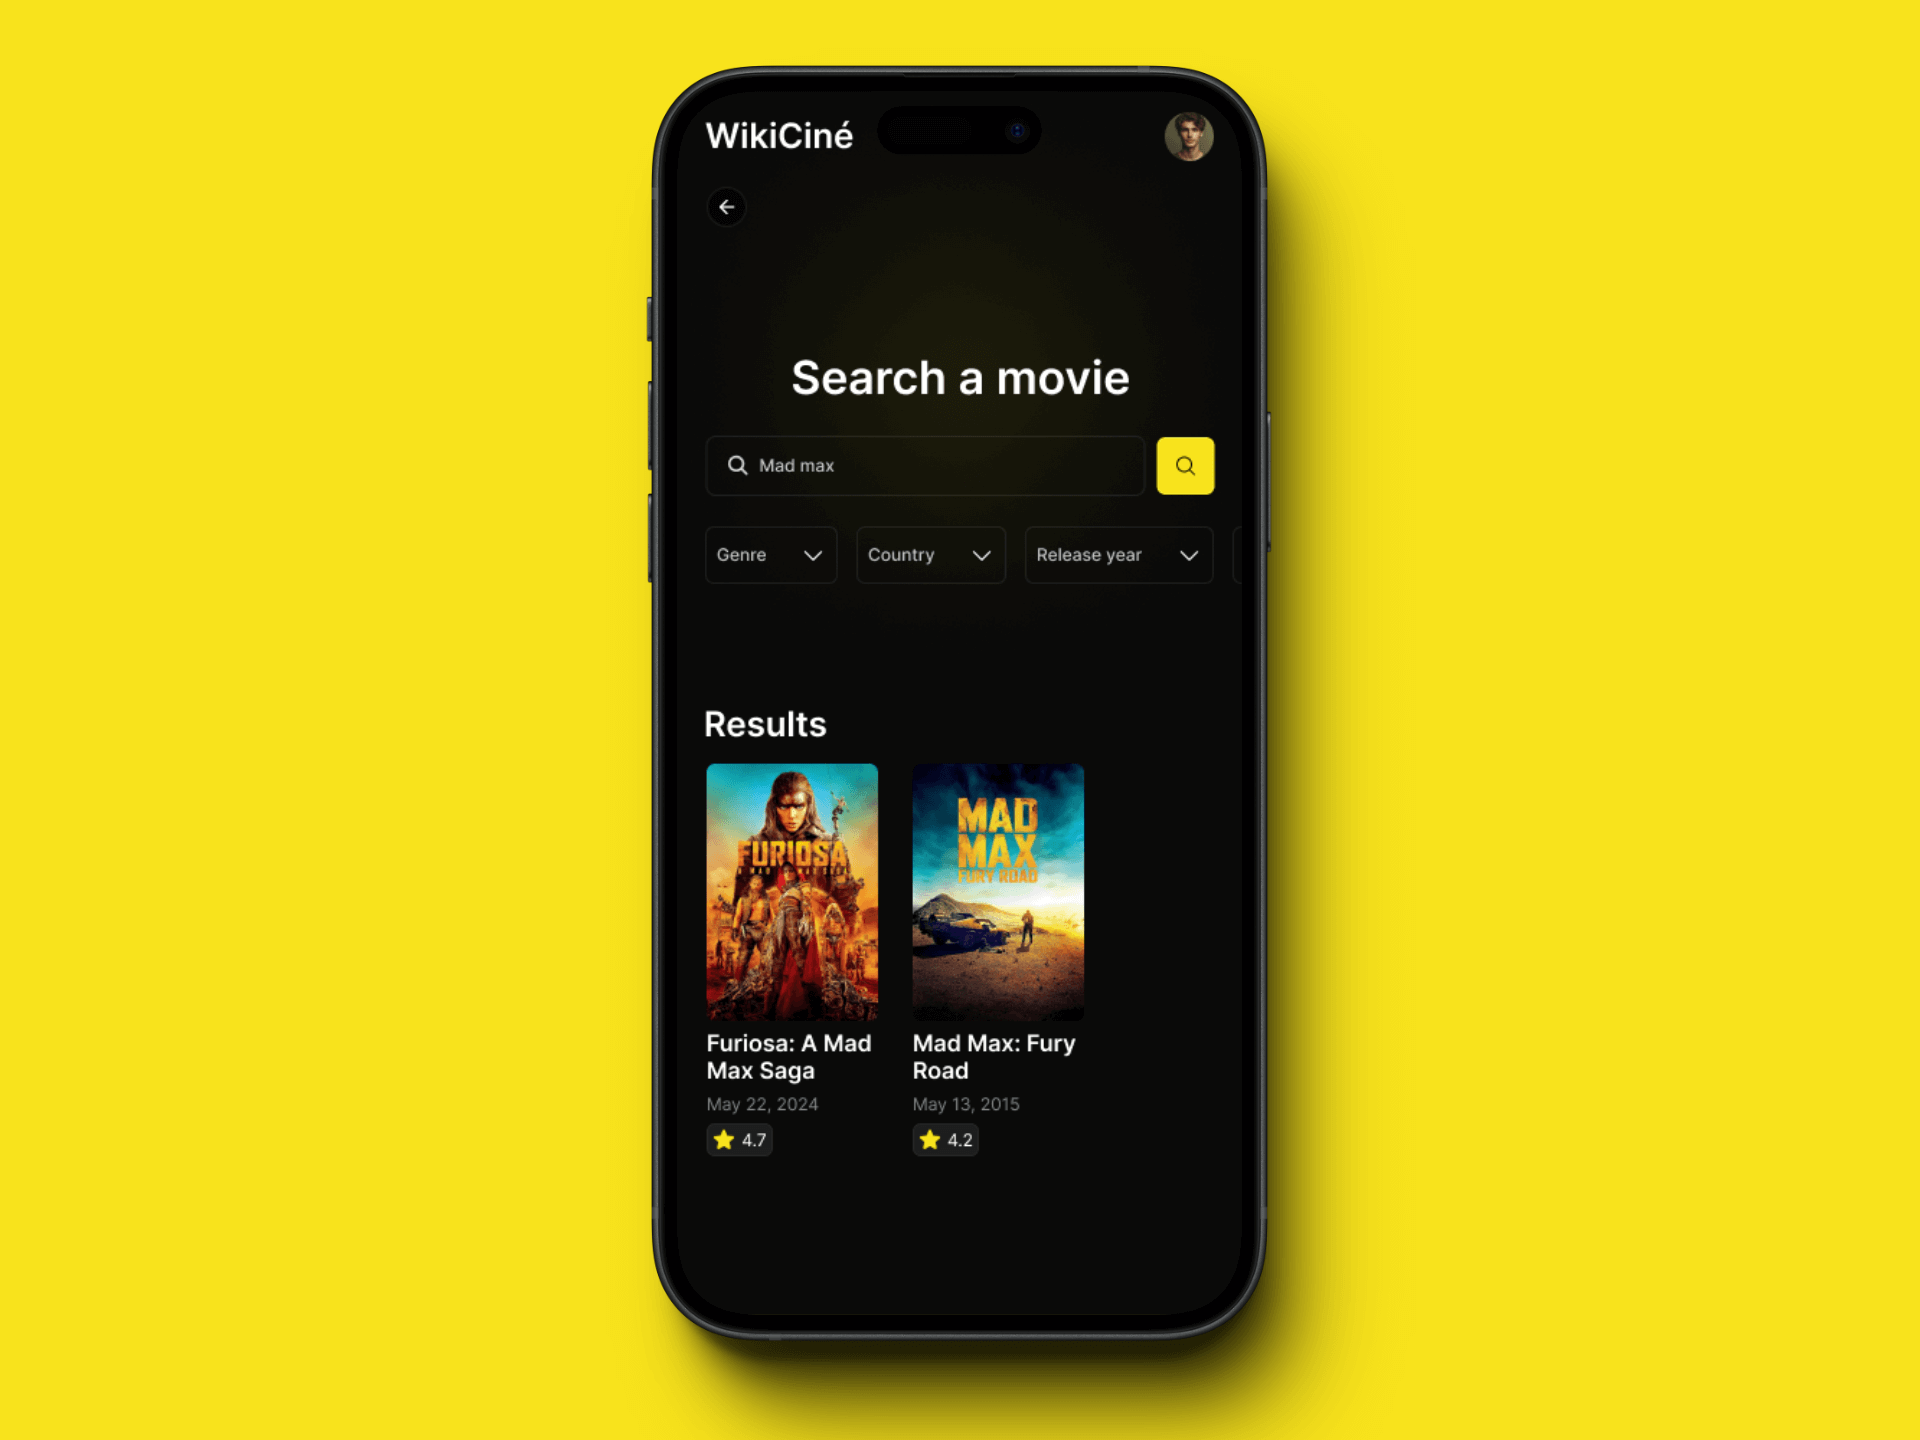 WikiCiné
Search a movie
Mad max
Genre
Country
Release year
Results
FURIOSA
MAD
MAX
FURY ROAD
Furiosa: A Mad
Max Saga
May 22, 2024
4.7
Mad Max: Fury
Road
May 13, 2015
4.2